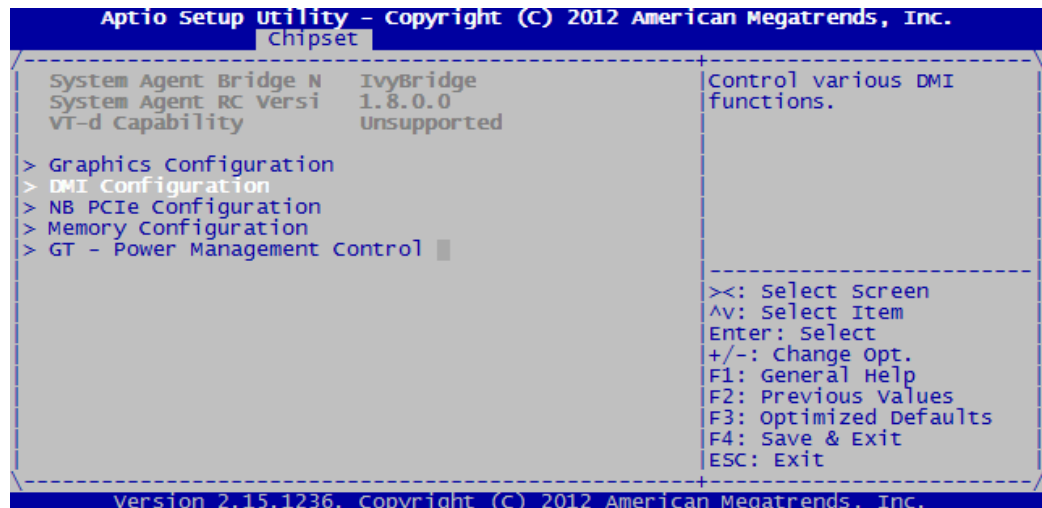 Aptio Setup Utility – Copyright (C) 2012 American Megatrends, Inc.
Chipset
System Agent Bridge N IvyBridge
System Agent RC Versi 1.8.0.0
VT-d Capability Unsupported
> Graphics Configuration
> DMI Configuration
> NB PCIe Configuration
> Memory Configuration
> GT – Power Management Control
Control various DMI
functions.
><: Select Screen
^v: Select Item
Enter: Select
+/-: Change Opt.
F1: General Help
F2: Previous Values
F3: Optimized Defaults
F4: Save & Exit
ESC: Exit
Version 2.15.1236. Copyright (C) 2012 American Megatrends, Inc.